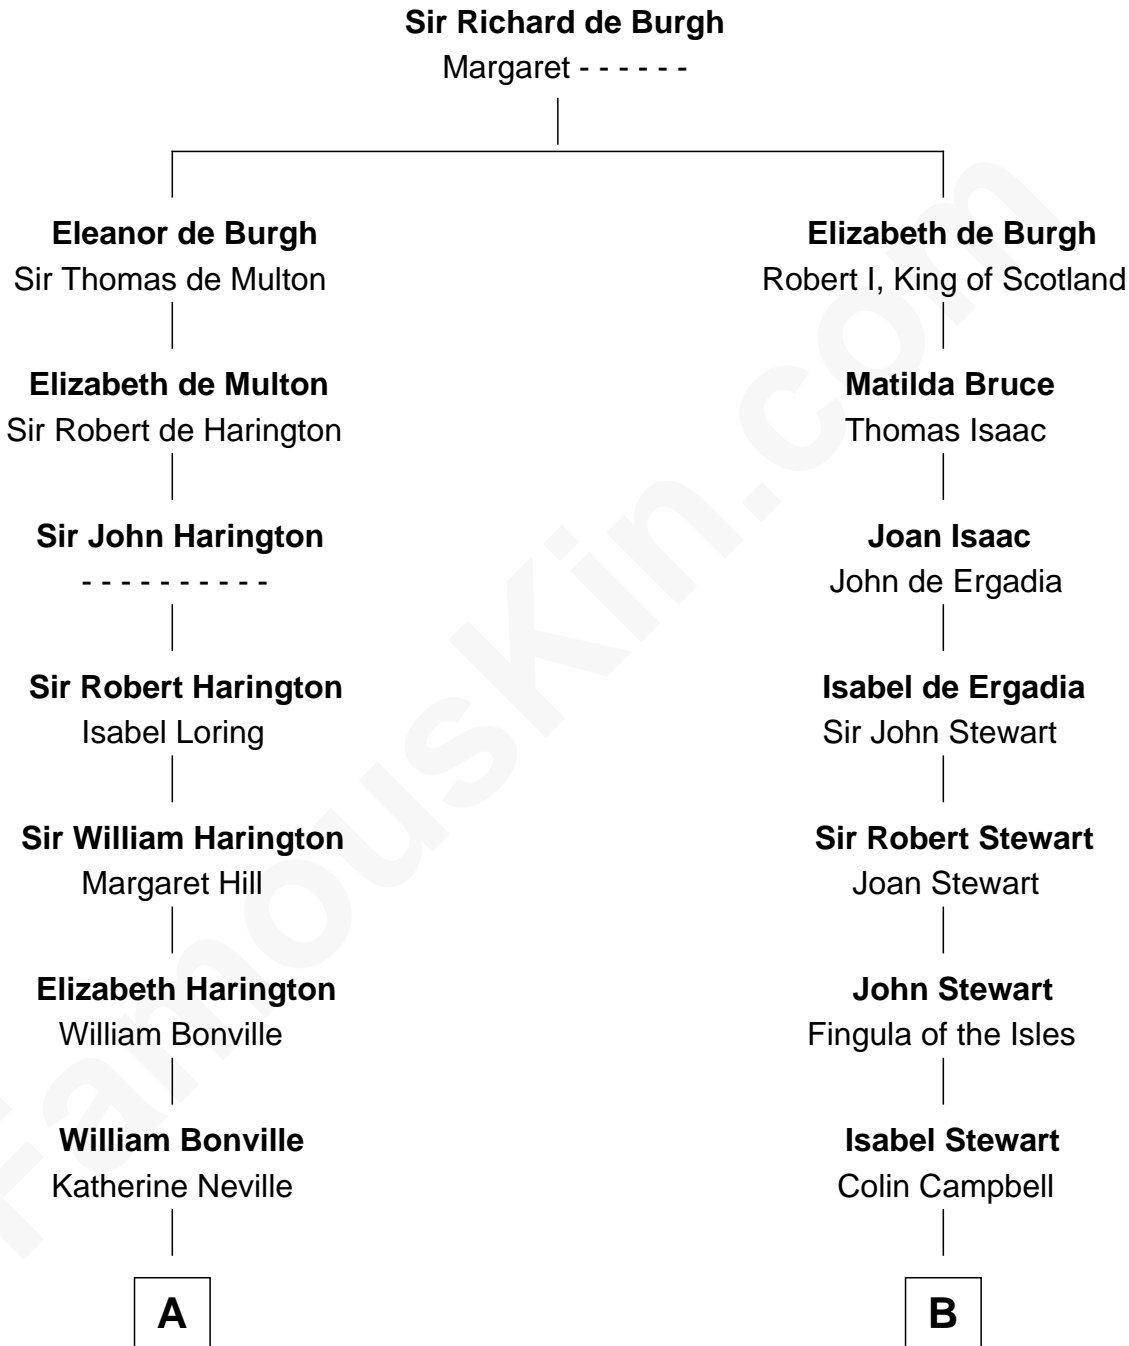 Sir Richard de Burgh
Margaret - - - - - -
Eleanor de Burgh
Sir Thomas de Multon
Elizabeth de Burgh
Robert I, King of Scotland
Elizabeth de Multon
Sir Robert de Harington
Matilda Bruce
Thomas Isaac
Sir John Harington
- - - - - - - - - -
Joan Isaac
John de Ergadia
Sir Robert Harington
Isabel Loring
Isabel de Ergadia
Sir John Stewart
Sir William Harington
Margaret Hill
Sir Robert Stewart
Joan Stewart
Elizabeth Harington
William Bonville
John Stewart
Fingula of the Isles
William Bonville
Katherine Neville
Isabel Stewart
Colin Campbell
A
B
FamousKin.com